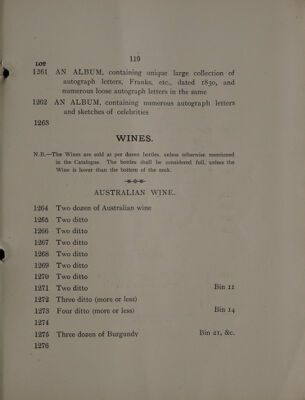 119
LOT
1261 AN ALBUM, containing unique large collection of
autograph letters, Franks, etc., dated 1830, and
numerous loose autograph letters in the same
1262 AN ALBUM, containing numerous autograph letters
and sketches of celebrities
1263
WINES.
N.B.—The Wines are sold at per dozen bottles, unless otherwise mentioned
in the Catalogue. The bottles shall be considered full, unless the
Wine is lower than the bottom of the neck.
AUSTRALIAN WINE.
1264 Two dozen of Australian wine
1265 Two ditto
1266 Two ditto
1267 Two ditto
1268 Two ditto
1269 Two ditto
1270 Two ditto
1271 Two ditto Bin 11
1272 Three ditto (more or less)
1273 Four ditto (more or less) Bin 14
1274
1275 Three dozen of Burgundy Bin 21, &c.
1276